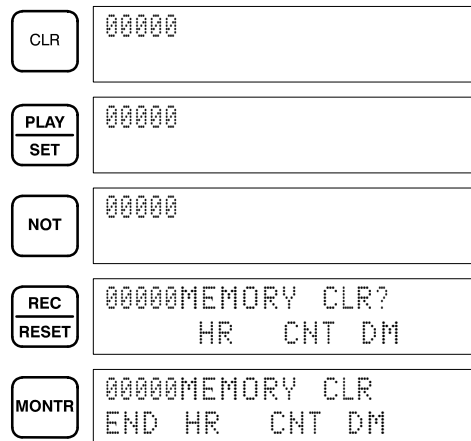 CLR
00000
PLAY
SET
00000
NOT
00000
REC
RESET
00000MEMORY CLR?
HR CNT DM
MONTR
00000MEMORY CLR
END HR CNT DM